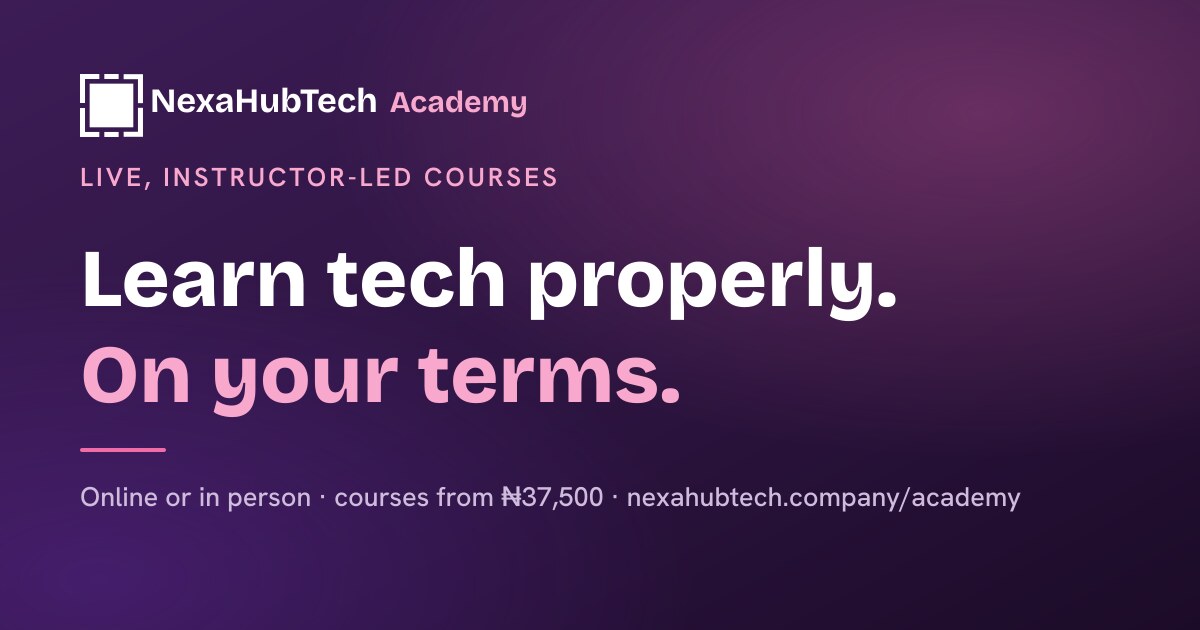 NexaHubTech Academy
LIVE, INSTRUCTOR-LED COURSES
Learn tech properly.
On your terms.
Online or in person · courses from ₦37,500 · nexahubtech.company/academy